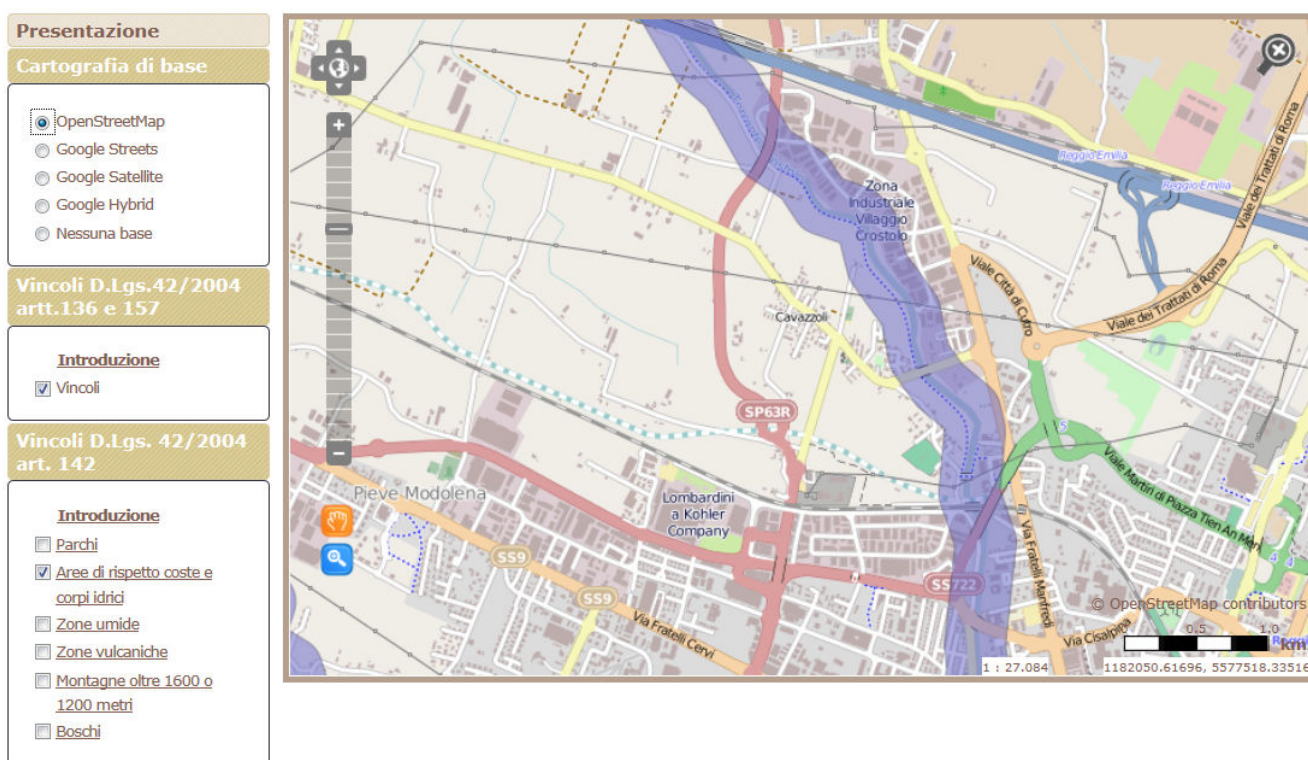 Presentazione
Cartografia di base
OpenStreetMap
Google Streets
Google Satellite
Google Hybrid
Nessuna base
Vincoli D.Lgs.42/2004
artt.136 e 157
Introduzione
Vincoli
Vincoli D.Lgs. 42/2004
art. 142
Introduzione
Parchi
Aree di rispetto coste e
corpi idrici
Zone umide
Zone vulcaniche
Montagne oltre 1600 o
1200 metri
Boschi
Reggio Emilia
Reggio Emilia
Viale dei Trattati di Roma
Zona
Industriale
Villaggio
Crostolo
Viale Città di Cutro
Viale dei Trattati di Roma
Cavazzoli
SP63R
5
Viale Martiri di Piazza Tien An Men
Pieve Modolena
Lombardini
a Kohler
Company
SS9
SS9
Via Fratelli Cervi
SS722
Via Fratelli Manfredi
4
4
Via Cisalpina
© OpenStreetMap contributors
0.5 1.0
km
1 : 27.084
1182050.61696, 5577518.33516